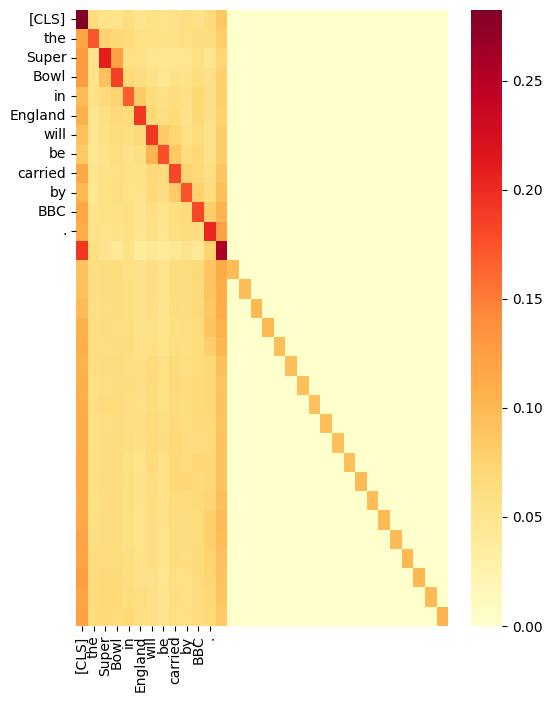 [CLS]
the
Super
Bowl
in
England
will
be
carried
by
BBC
.
[CLS]
the
Super
Bowl
in
England
will
be
carried
by
BBC
.
0.25
0.20
0.15
0.10
0.05
0.00